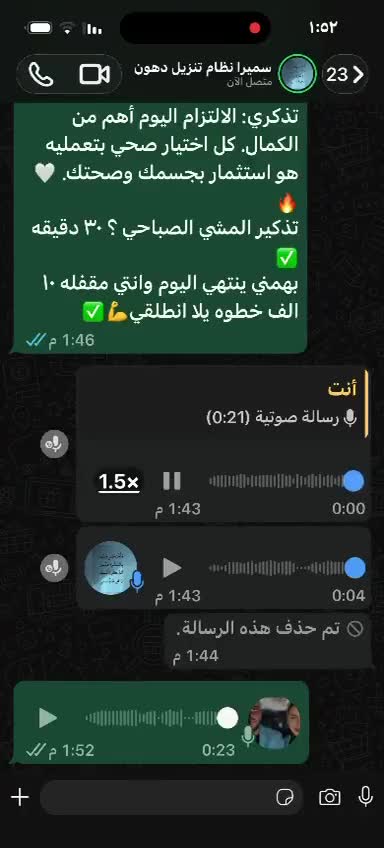 ١:٥٢
23
سميرا نظام تنزيل دهون
متصل الآن
تذكري: الالتزام اليوم أهم من
الكمال. كل اختيار صحي بتعمليه
هو استثمار بجسمك وصحتك. 🤍
🔥
تذكير المشي الصباحي ؟ ٣٠ دقيقه
✅
بهمني ينتهي اليوم وانتي مقفله ١٠
الف خطوه يلا انطلقي💪✅
1:46 م
أنت
رسالة صوتية (0:21)
1.5×
0:00
1:43 م
0:04
1:43 م
تم حذف هذه الرسالة.
1:44 م
0:23
1:52 م